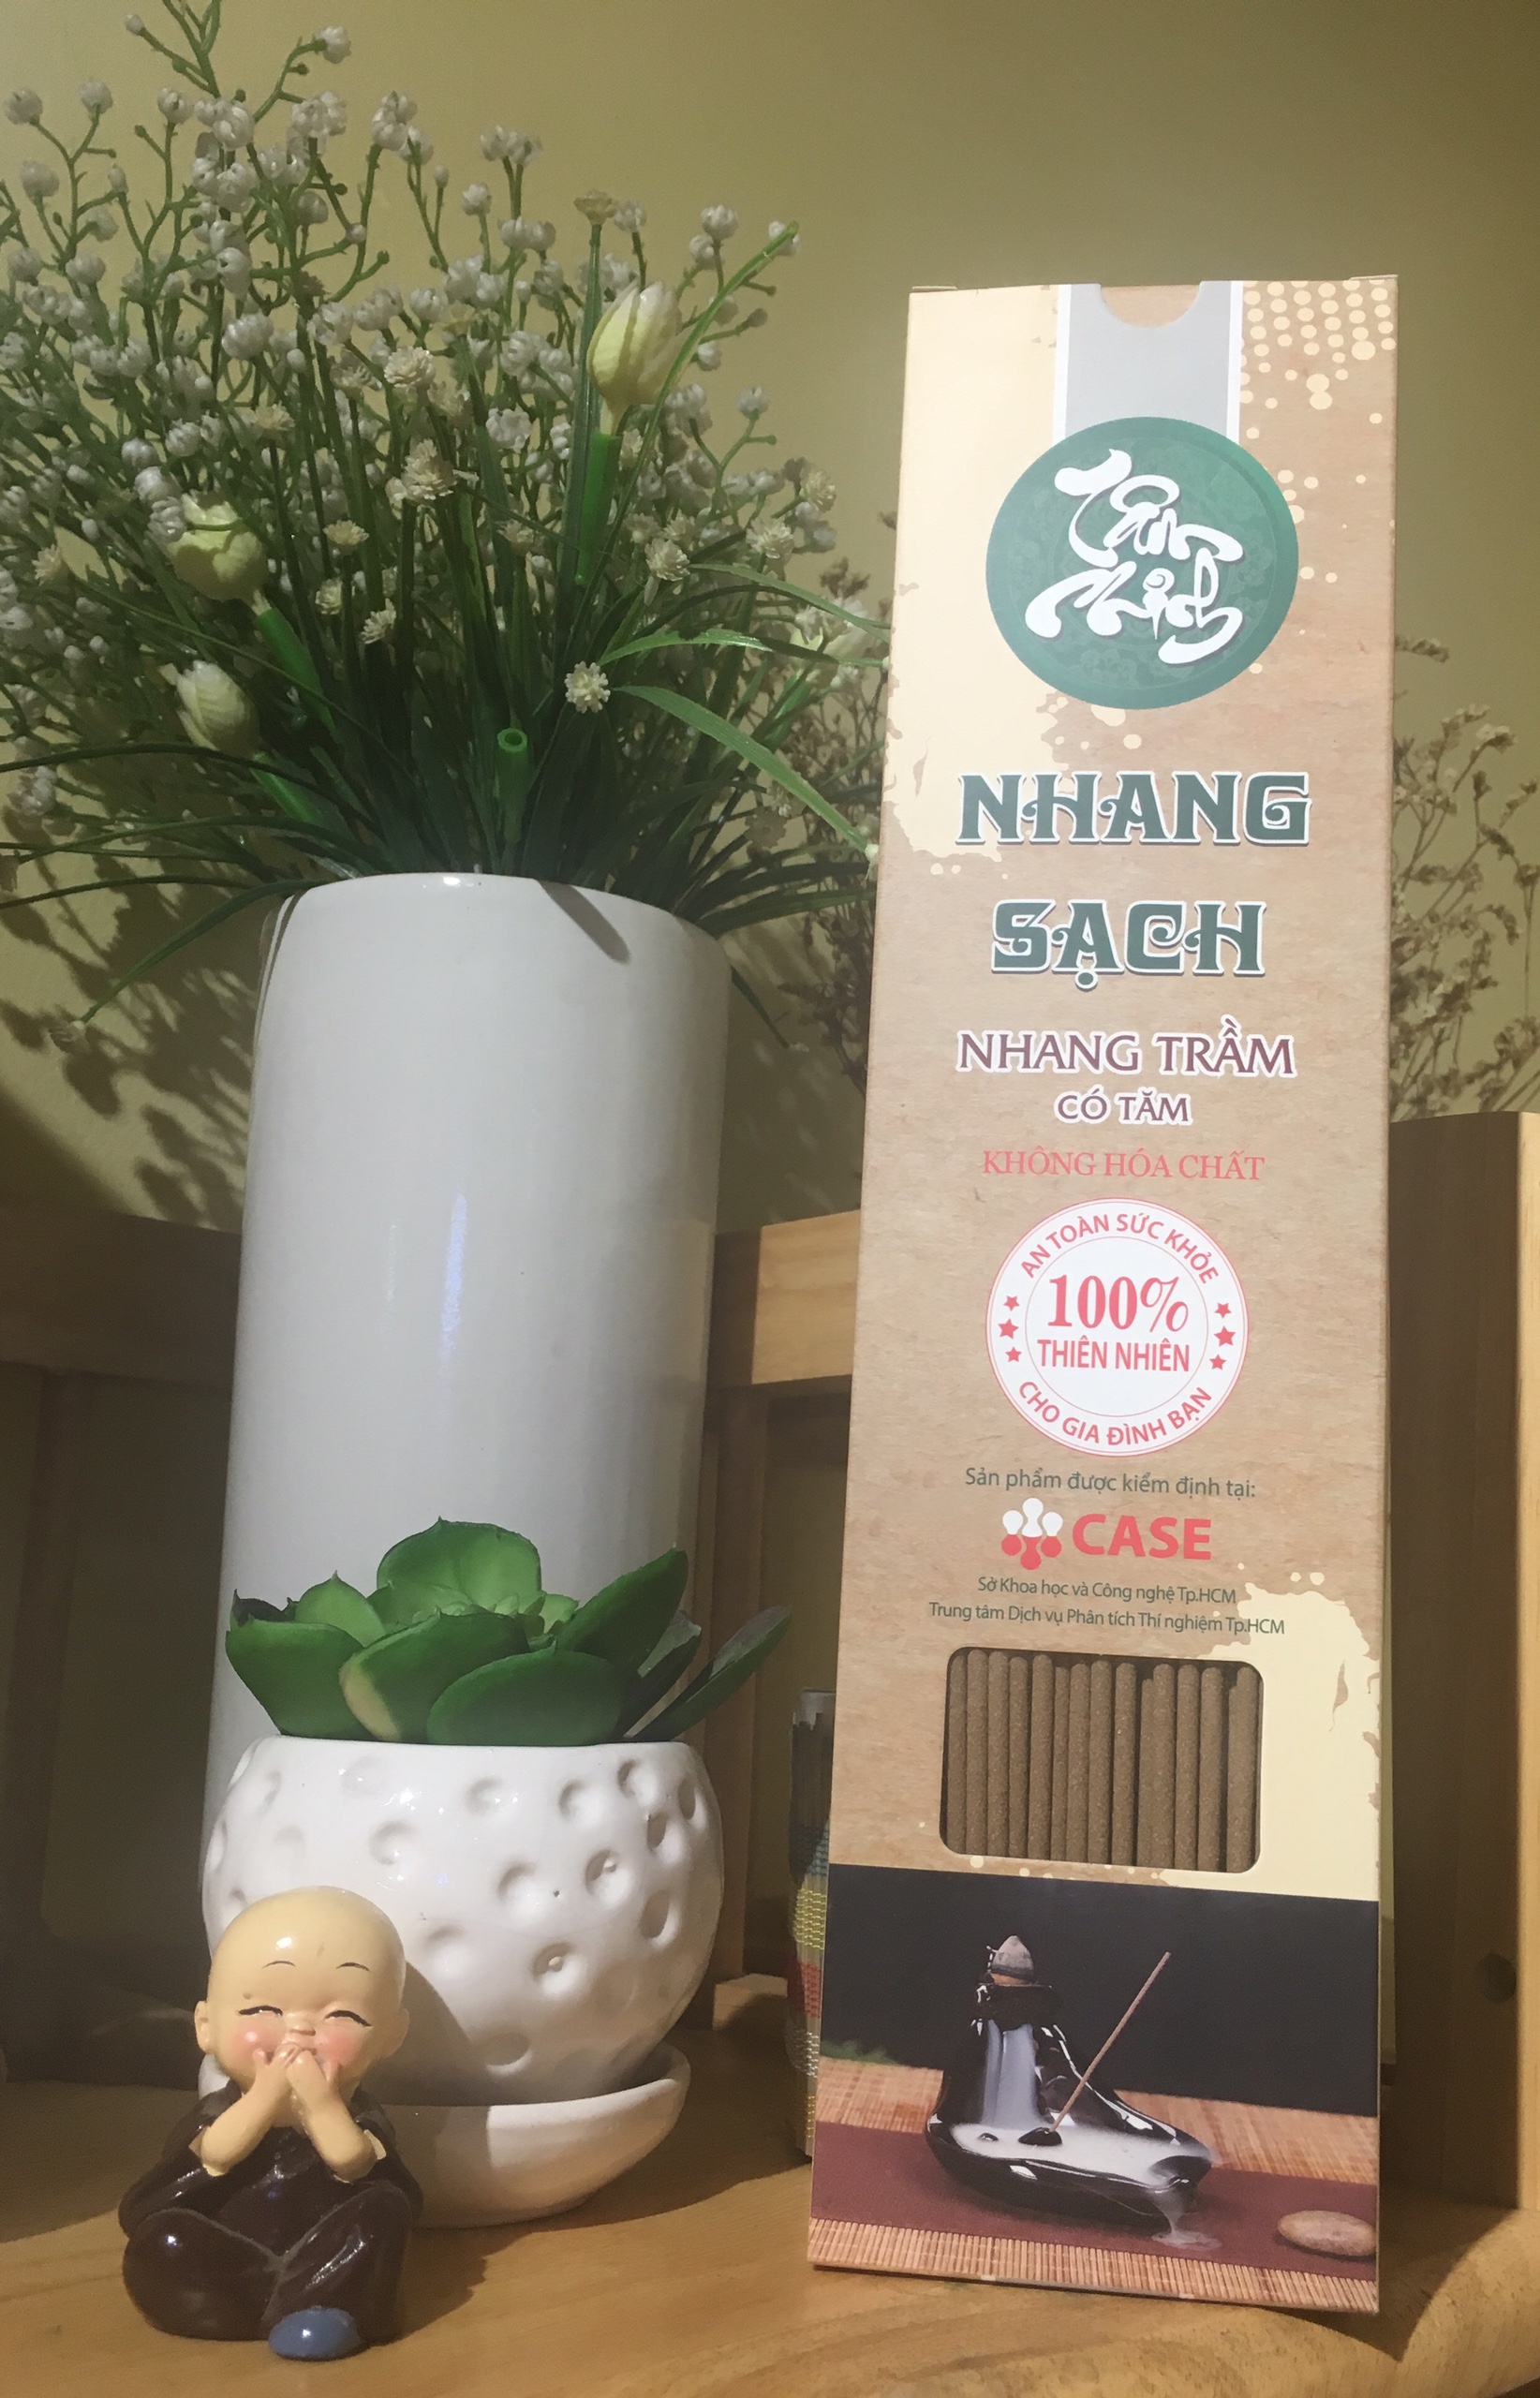 Tâm
Minh
NHANG
SẠCH
NHANG TRẦM
CÓ TĂM
KHÔNG HÓA CHẤT
AN TOÀN SỨC KHỎE
100%
THIÊN NHIÊN
CHO GIA ĐÌNH BẠN
Sản phẩm được kiểm định tại:
CASE
Sở Khoa học và Công nghệ Tp.HCM
Trung tâm Dịch vụ Phân tích Thí nghiệm Tp.HCM